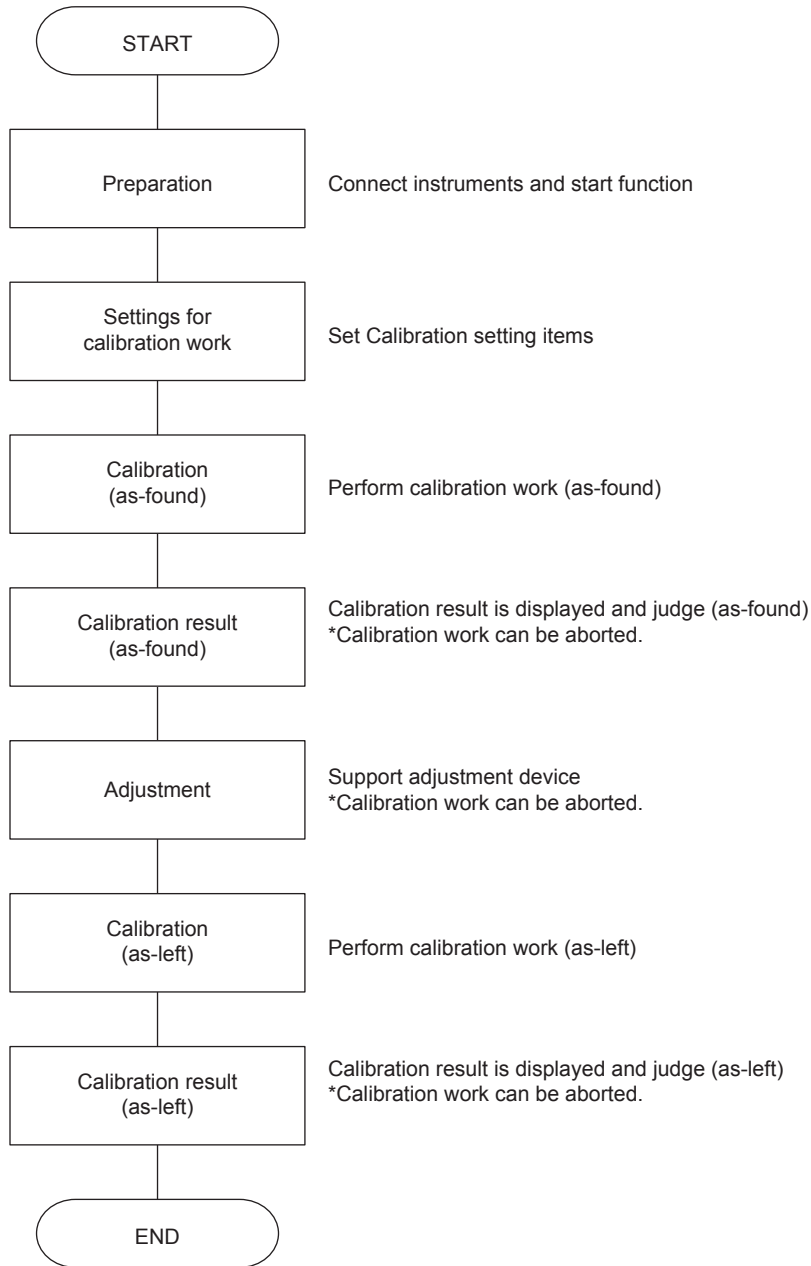 START
Preparation
Connect instruments and start function
Settings for
calibration work
Set Calibration setting items
Calibration
(as-found)
Perform calibration work (as-found)
Calibration result
(as-found)
Calibration result is displayed and judge (as-found)
*Calibration work can be aborted.
Adjustment
Support adjustment device
*Calibration work can be aborted.
Calibration
(as-left)
Perform calibration work (as-left)
Calibration result
(as-left)
Calibration result is displayed and judge (as-left)
*Calibration work can be aborted.
END